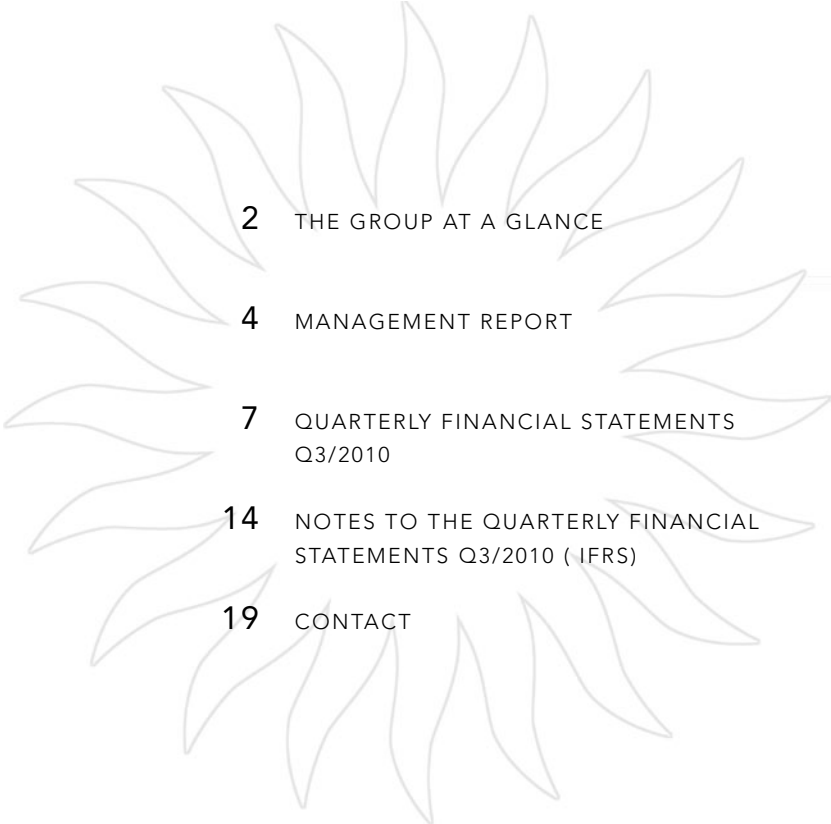 2 THE GROUP AT A GLANCE
4 MANAGEMENT REPORT
7 QUARTERLY FINANCIAL STATEMENTS
Q3/2010
14 NOTES TO THE QUARTERLY FINANCIAL
STATEMENTS Q3/2010 ( IFRS)
19 CONTACT